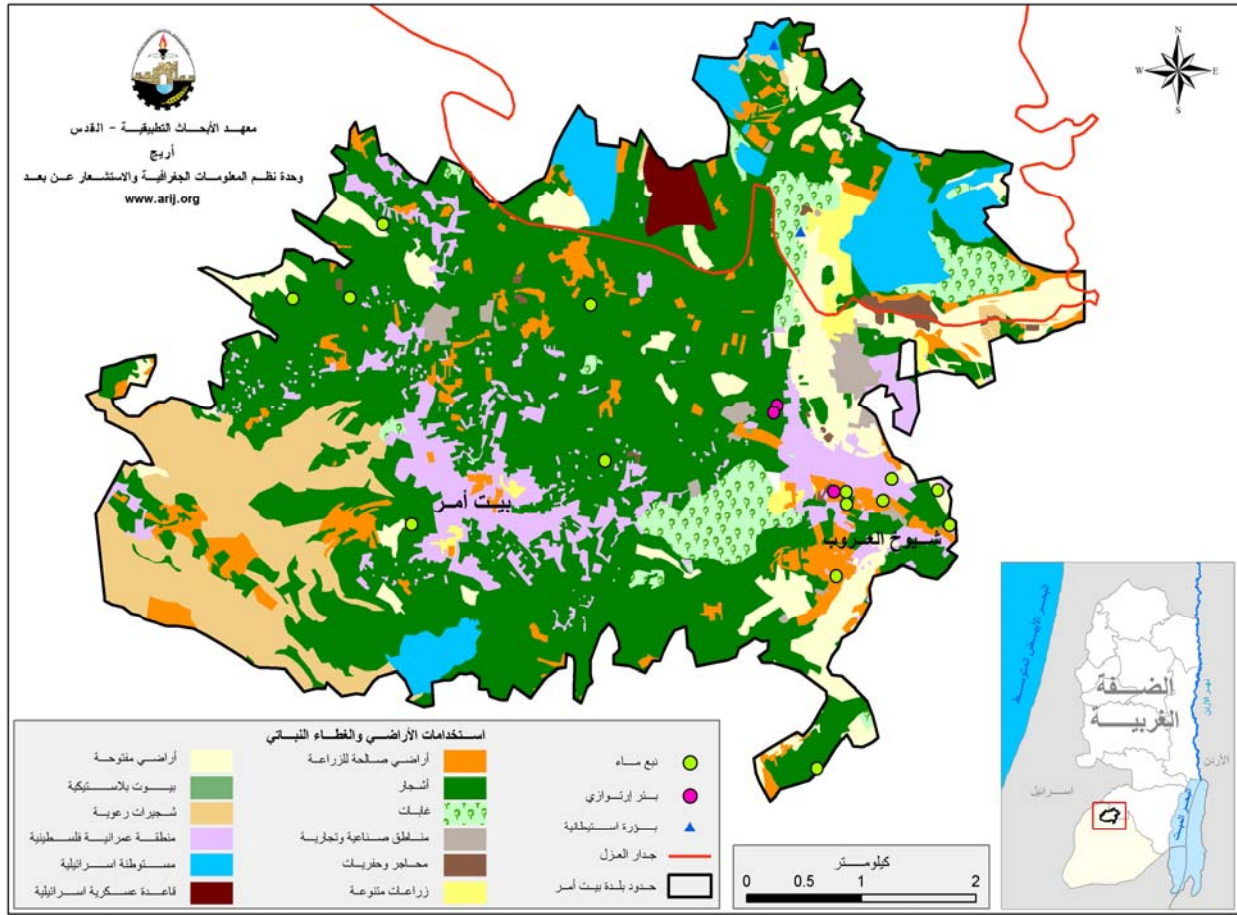 معهد الأبحاث التطبيقية - القدس
أريج
وحدة نظم المعلومات الجغرافية والاستشعار عن بعد
www.arij.org
N
W E
S
بيت أمر
شيوخ العروب
استخدامات الأراضي والغطاء النباتي
نبع ماء
بئر إرتوازي
بؤرة استيطانية
جدار العزل
حدود بلدة بيت أمر
أراضي صالحة للزراعة
أشجار
غابات
مناطق صناعية وتجارية
محاجر وحفريات
زراعات متنوعة
أراضي مفتوحة
بيوت بلاستيكية
شجيرات رعوية
منطقة عمرانية فلسطينية
مستوطنة اسرائيلية
قاعدة عسكرية اسرائيلية
كيلومتر
0 0.5 1 2
البحر الأبيض المتوسط
الضفة
الغربية
نهر الأردن
الأردن
اسرائيل
البحر الميت